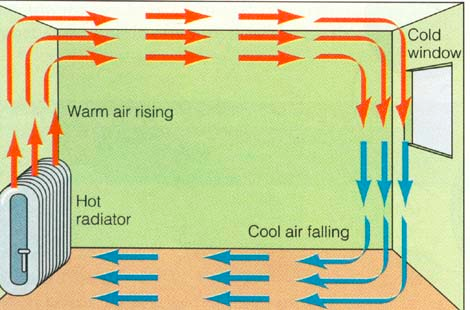 Cold
window
Warm air rising
Hot
radiator
Cool air falling